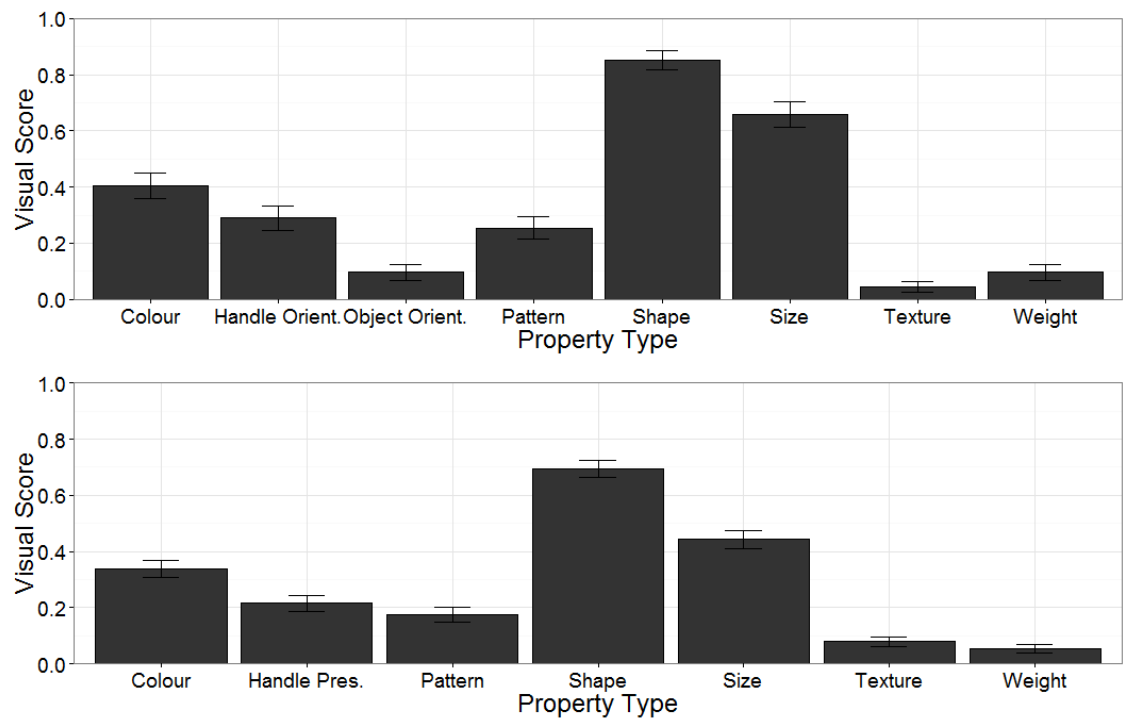 1.0
0.8
0.6
0.4
0.2
0.0
Visual Score
Colour Handle Orient. Object Orient. Pattern Shape Size Texture Weight
Property Type
1.0
0.8
0.6
0.4
0.2
0.0
Visual Score
Colour Handle Pres. Pattern Shape Size Texture Weight
Property Type